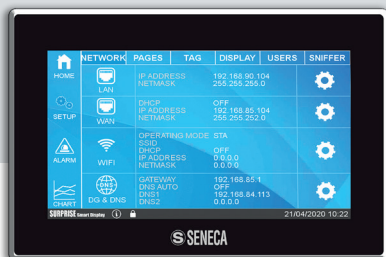 NETWORK PAGES TAG DISPLAY USERS SNIFFER
HOME
SETUP
ALARM
CHART
LAN
IP ADDRESS 192.168.90.104
NETMASK 255.255.255.0
WAN
DHCP OFF
IP ADDRESS 192.168.85.104
NETMASK 255.255.252.0
WIFI
OPERATING MODE STA
SSID
DHCP OFF
IP ADDRESS 0.0.0.0
NETMASK 0.0.0.0
DNS
DG & DNS
GATEWAY 192.168.85.1
DNS AUTO OFF
DNS1 192.168.84.113
DNS2 0.0.0.0
SURPRISE Smart Display 21/04/2020 10:22
S SENECA